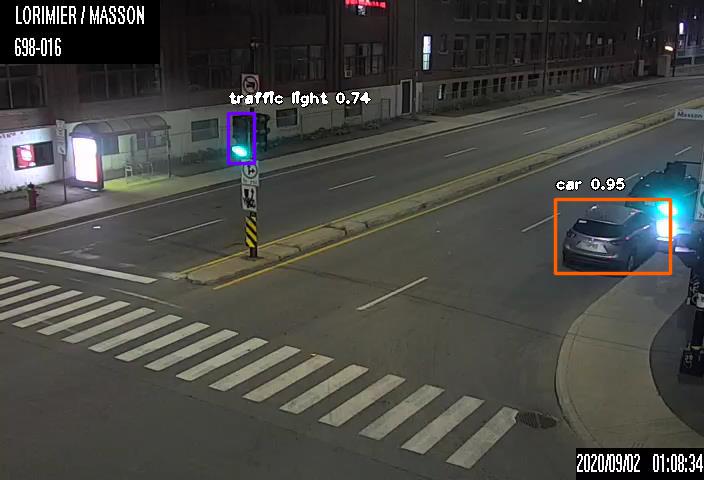 LORIMIER / MASSON
698-016
traffic light 0.74
Masson
car 0.95
2020/09/02 01:08:34